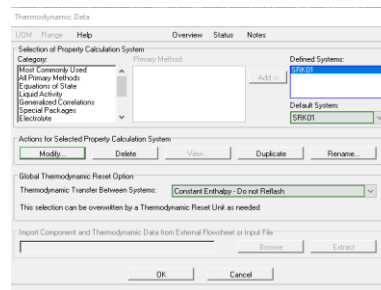 Thermodynamic Data
UOM Range Help Overview Status Notes
Selection of Property Calculation System
Category: Primary Method: Defined Systems:
Most Commonly Used
All Primary Methods
Equations of State
Liquid Activity
Generalized Correlations
Special Packages
Electrolyte
Add ->
SRK01
Default System:
SRK01
Actions for Selected Property Calculation System
Modify... Delete View... Duplicate Rename...
Global Thermodynamic Reset Option
Thermodynamic Transfer Between Systems: Constant Enthalpy - Do not Reflash
This selection can be overwritten by a Thermodynamic Reset Unit as needed
Import Component and Thermodynamic Data from External Flowsheet or Input File
Browse Extract
OK Cancel